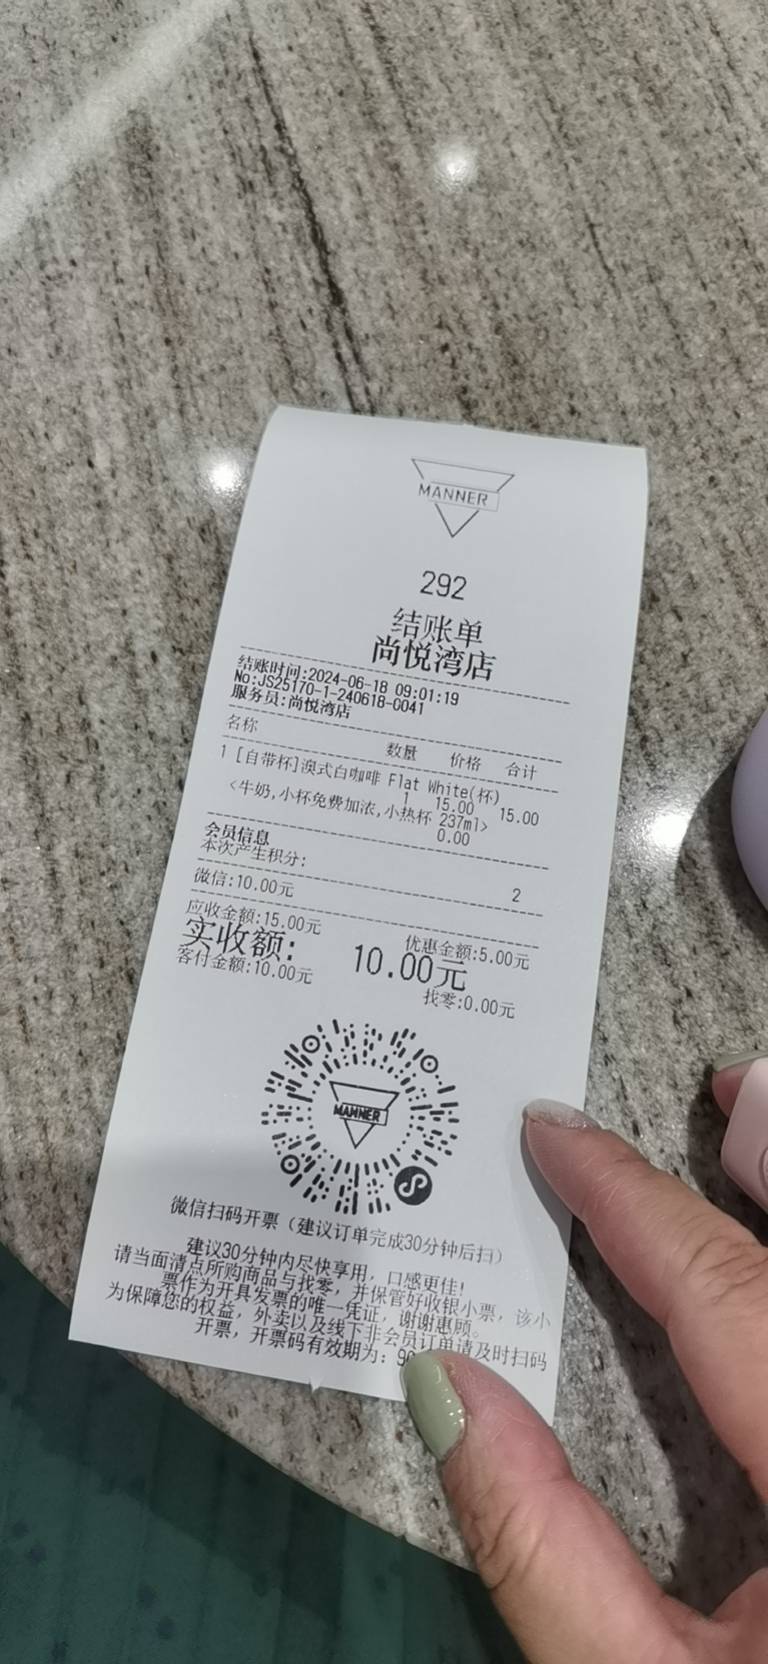 MANNER
292
结账单
尚悦湾店
结账时间:2024-06-18 09:01:19
No:JS25170-1-240618-0041
服务员:尚悦湾店
名称 数量 价格 合计
1 [自带杯]澳式白咖啡 Flat White(杯)
1 15.00 15.00
<牛奶,小杯免费加浓,小热杯 237ml>
0.00
会员信息
本次产生积分: 2
微信:10.00元
应收金额:15.00元 优惠金额:5.00元
实收额: 10.00元
客付金额:10.00元 找零:0.00元
MANNER
微信扫码开票（建议订单完成30分钟后扫）
建议30分钟内尽快享用，口感更佳!
请当面清点所购商品与找零，并保管好收银小票，该小
票作为开具发票的唯一凭证，谢谢惠顾。
为保障您的权益，外卖以及线下非会员订单请及时扫码
开票，开票码有效期为：